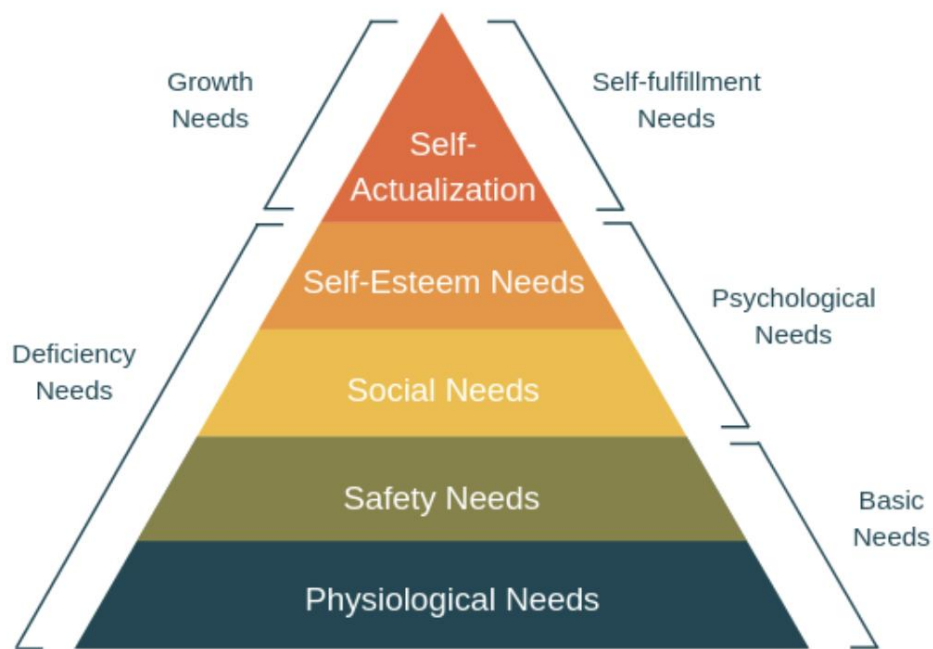 Growth
Needs
Self-fulfillment
Needs
Self-
Actualization
Self-Esteem Needs
Psychological
Needs
Deficiency
Needs
Social Needs
Safety Needs
Basic
Needs
Physiological Needs